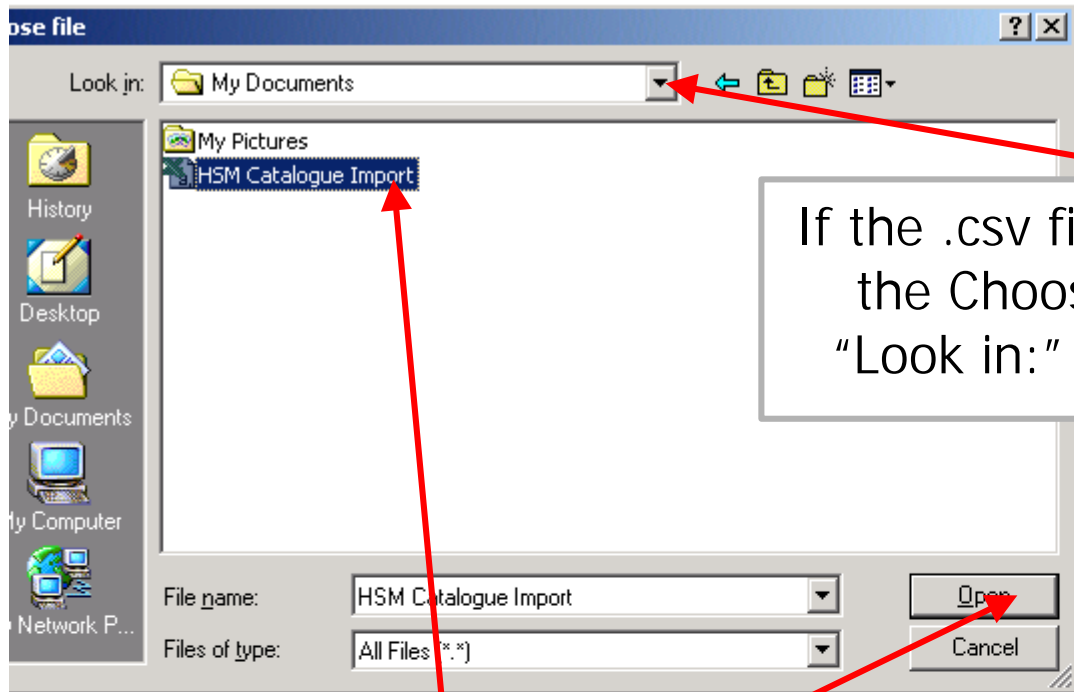 ose file
Look in: My Documents
My Pictures
HSM Catalogue Import
History
Desktop
y Documents
My Computer
Network P...
If the .csv fi
the Choos
"Look in:"
File name: HSM Catalogue Import
Open
Files of type: All Files (*.*)
Cancel